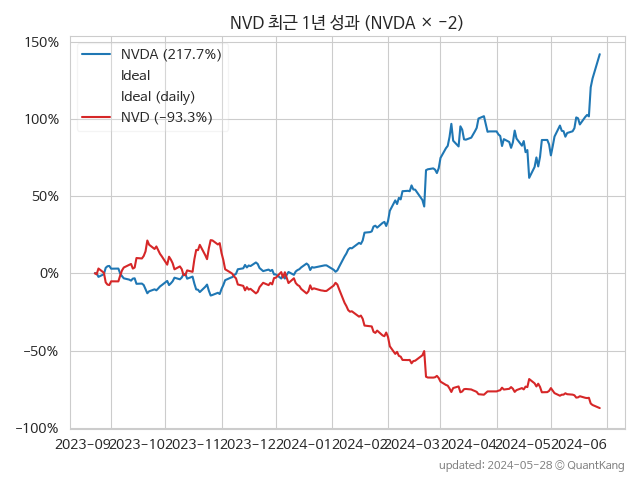 NVD 최근 1년 성과 (NVDA × −2)
150%
100%
50%
0%
−50%
−100%
NVDA (217.7%)
Ideal
Ideal (daily)
NVD (−93.3%)
2023-09 2023-10 2023-11 2023-12 2024-01 2024-02 2024-03 2024-04 2024-05 2024-06
updated: 2024-05-28 © QuantKang